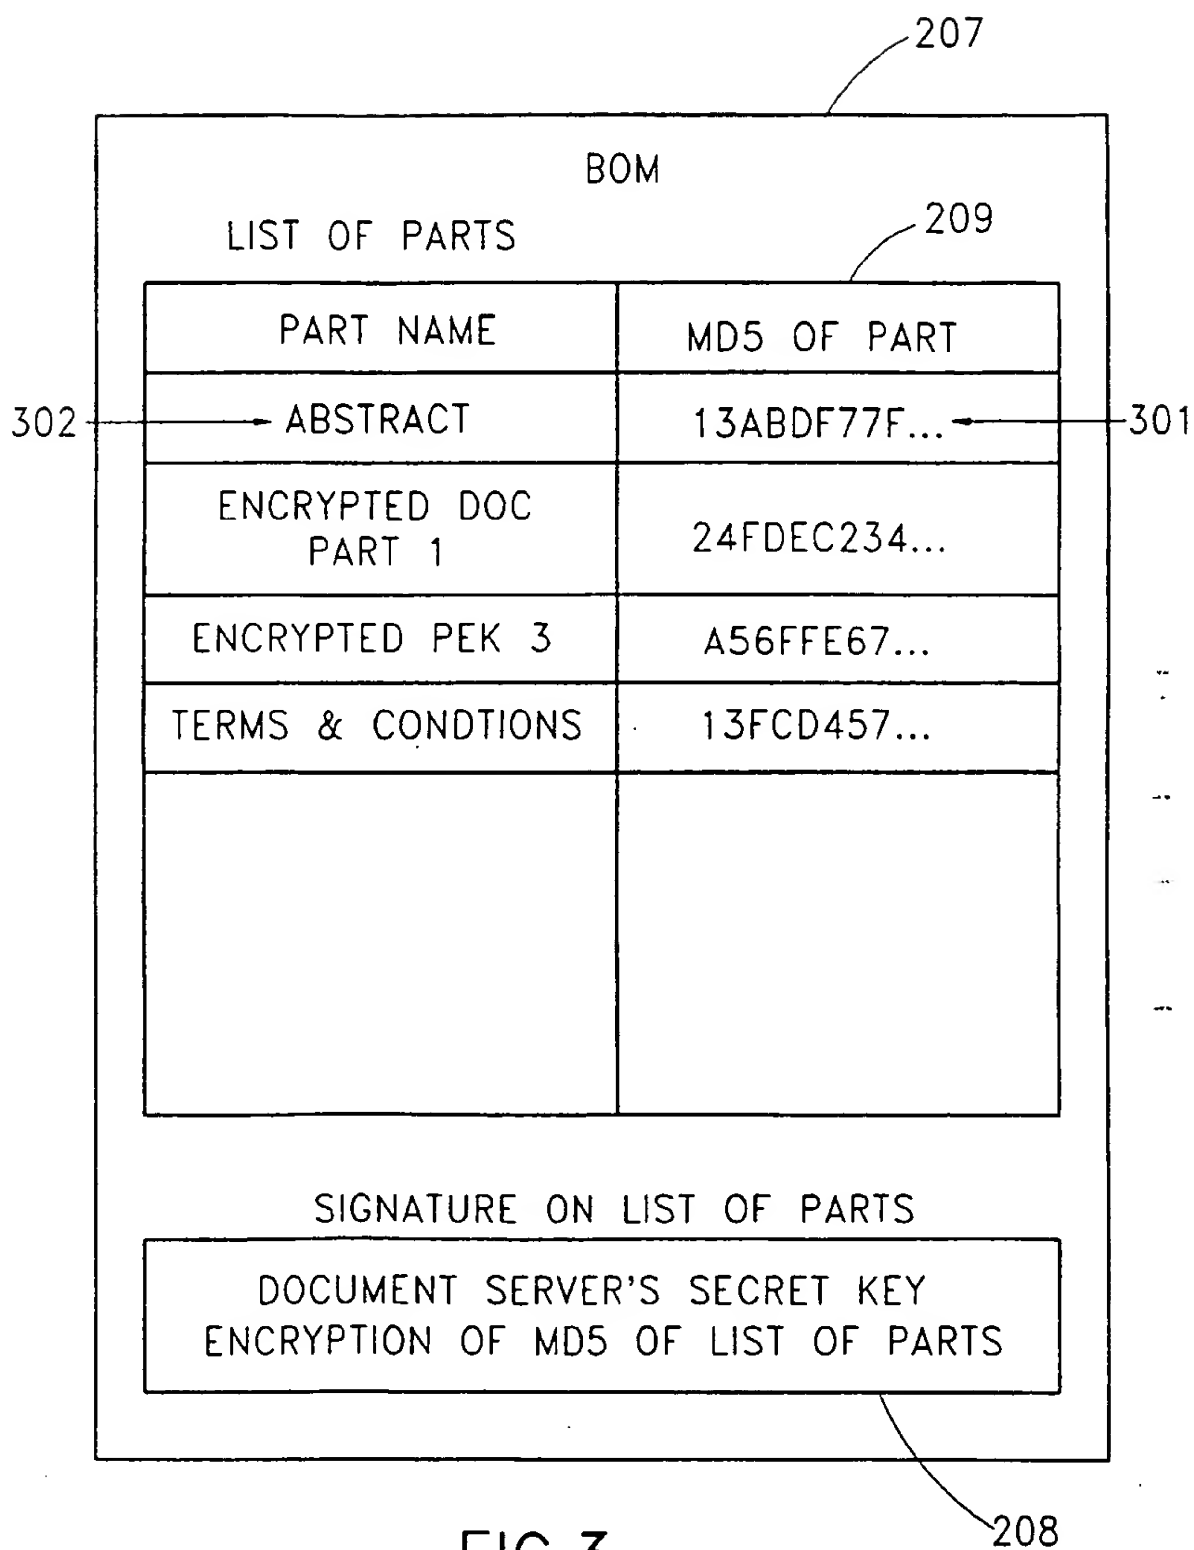 207
BOM
LIST OF PARTS
209
PART NAME
MD5 OF PART
302
ABSTRACT
13ABDF77F...
301
ENCRYPTED DOC
PART 1
24FDEC234...
ENCRYPTED PEK 3
A56FFE67...
TERMS & CONDTIONS
13FCD457...
SIGNATURE ON LIST OF PARTS
DOCUMENT SERVER'S SECRET KEY
ENCRYPTION OF MD5 OF LIST OF PARTS
208
FIG.3